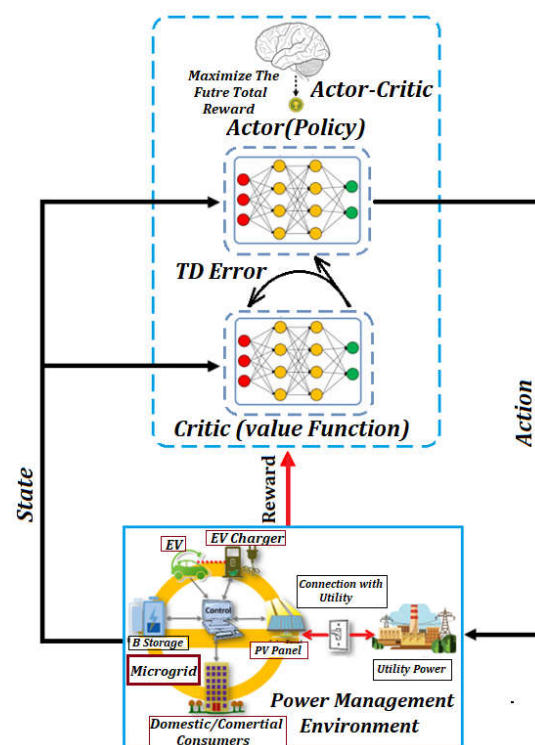 Maximize The
Futre Total
Reward
Actor-Critic
Actor(Policy)
TD Error
Critic (value Function)
State
Reward
Action
EV
EV Charger
Control
Connection with
Utility
B Storage
PV Panel
Microgrid
Utility Power
Domestic/Comertial
Consumers
Power Management
Environment